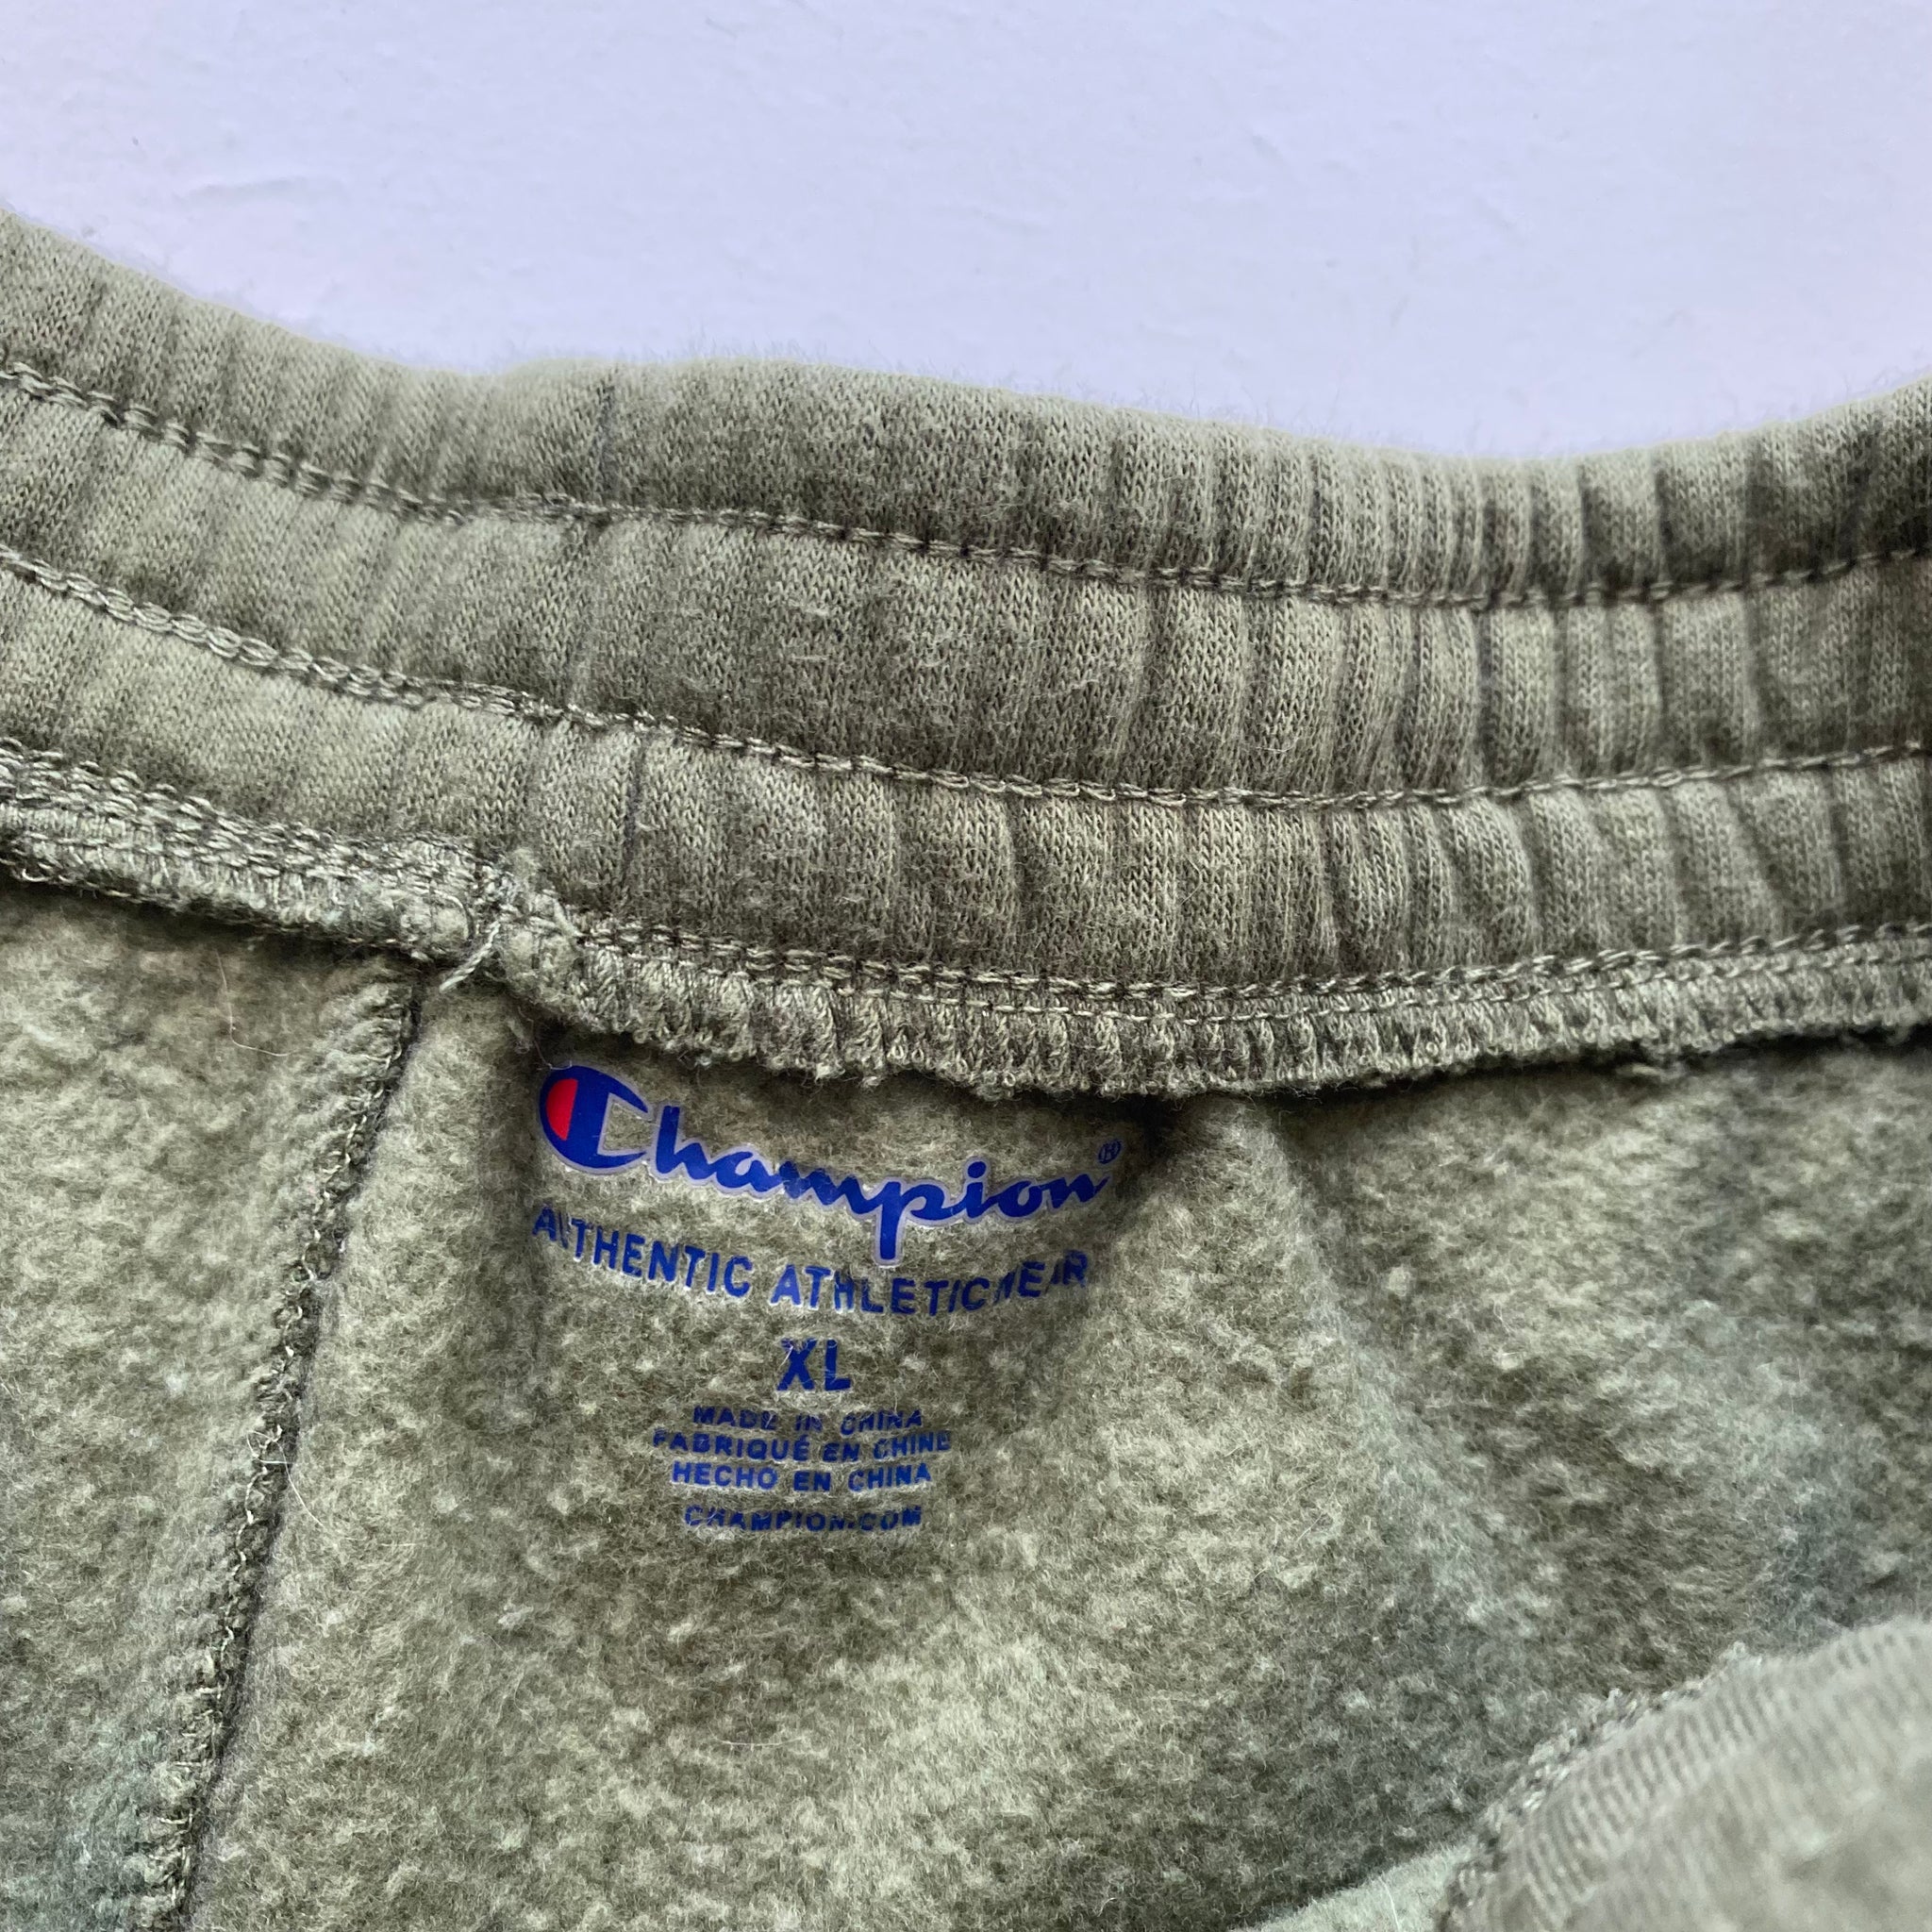 Champion®
AUTHENTIC ATHLETICWEAR
XL
MADE IN CHINA
FABRIQUÉ EN CHINE
HECHO EN CHINA
CHAMPION.COM